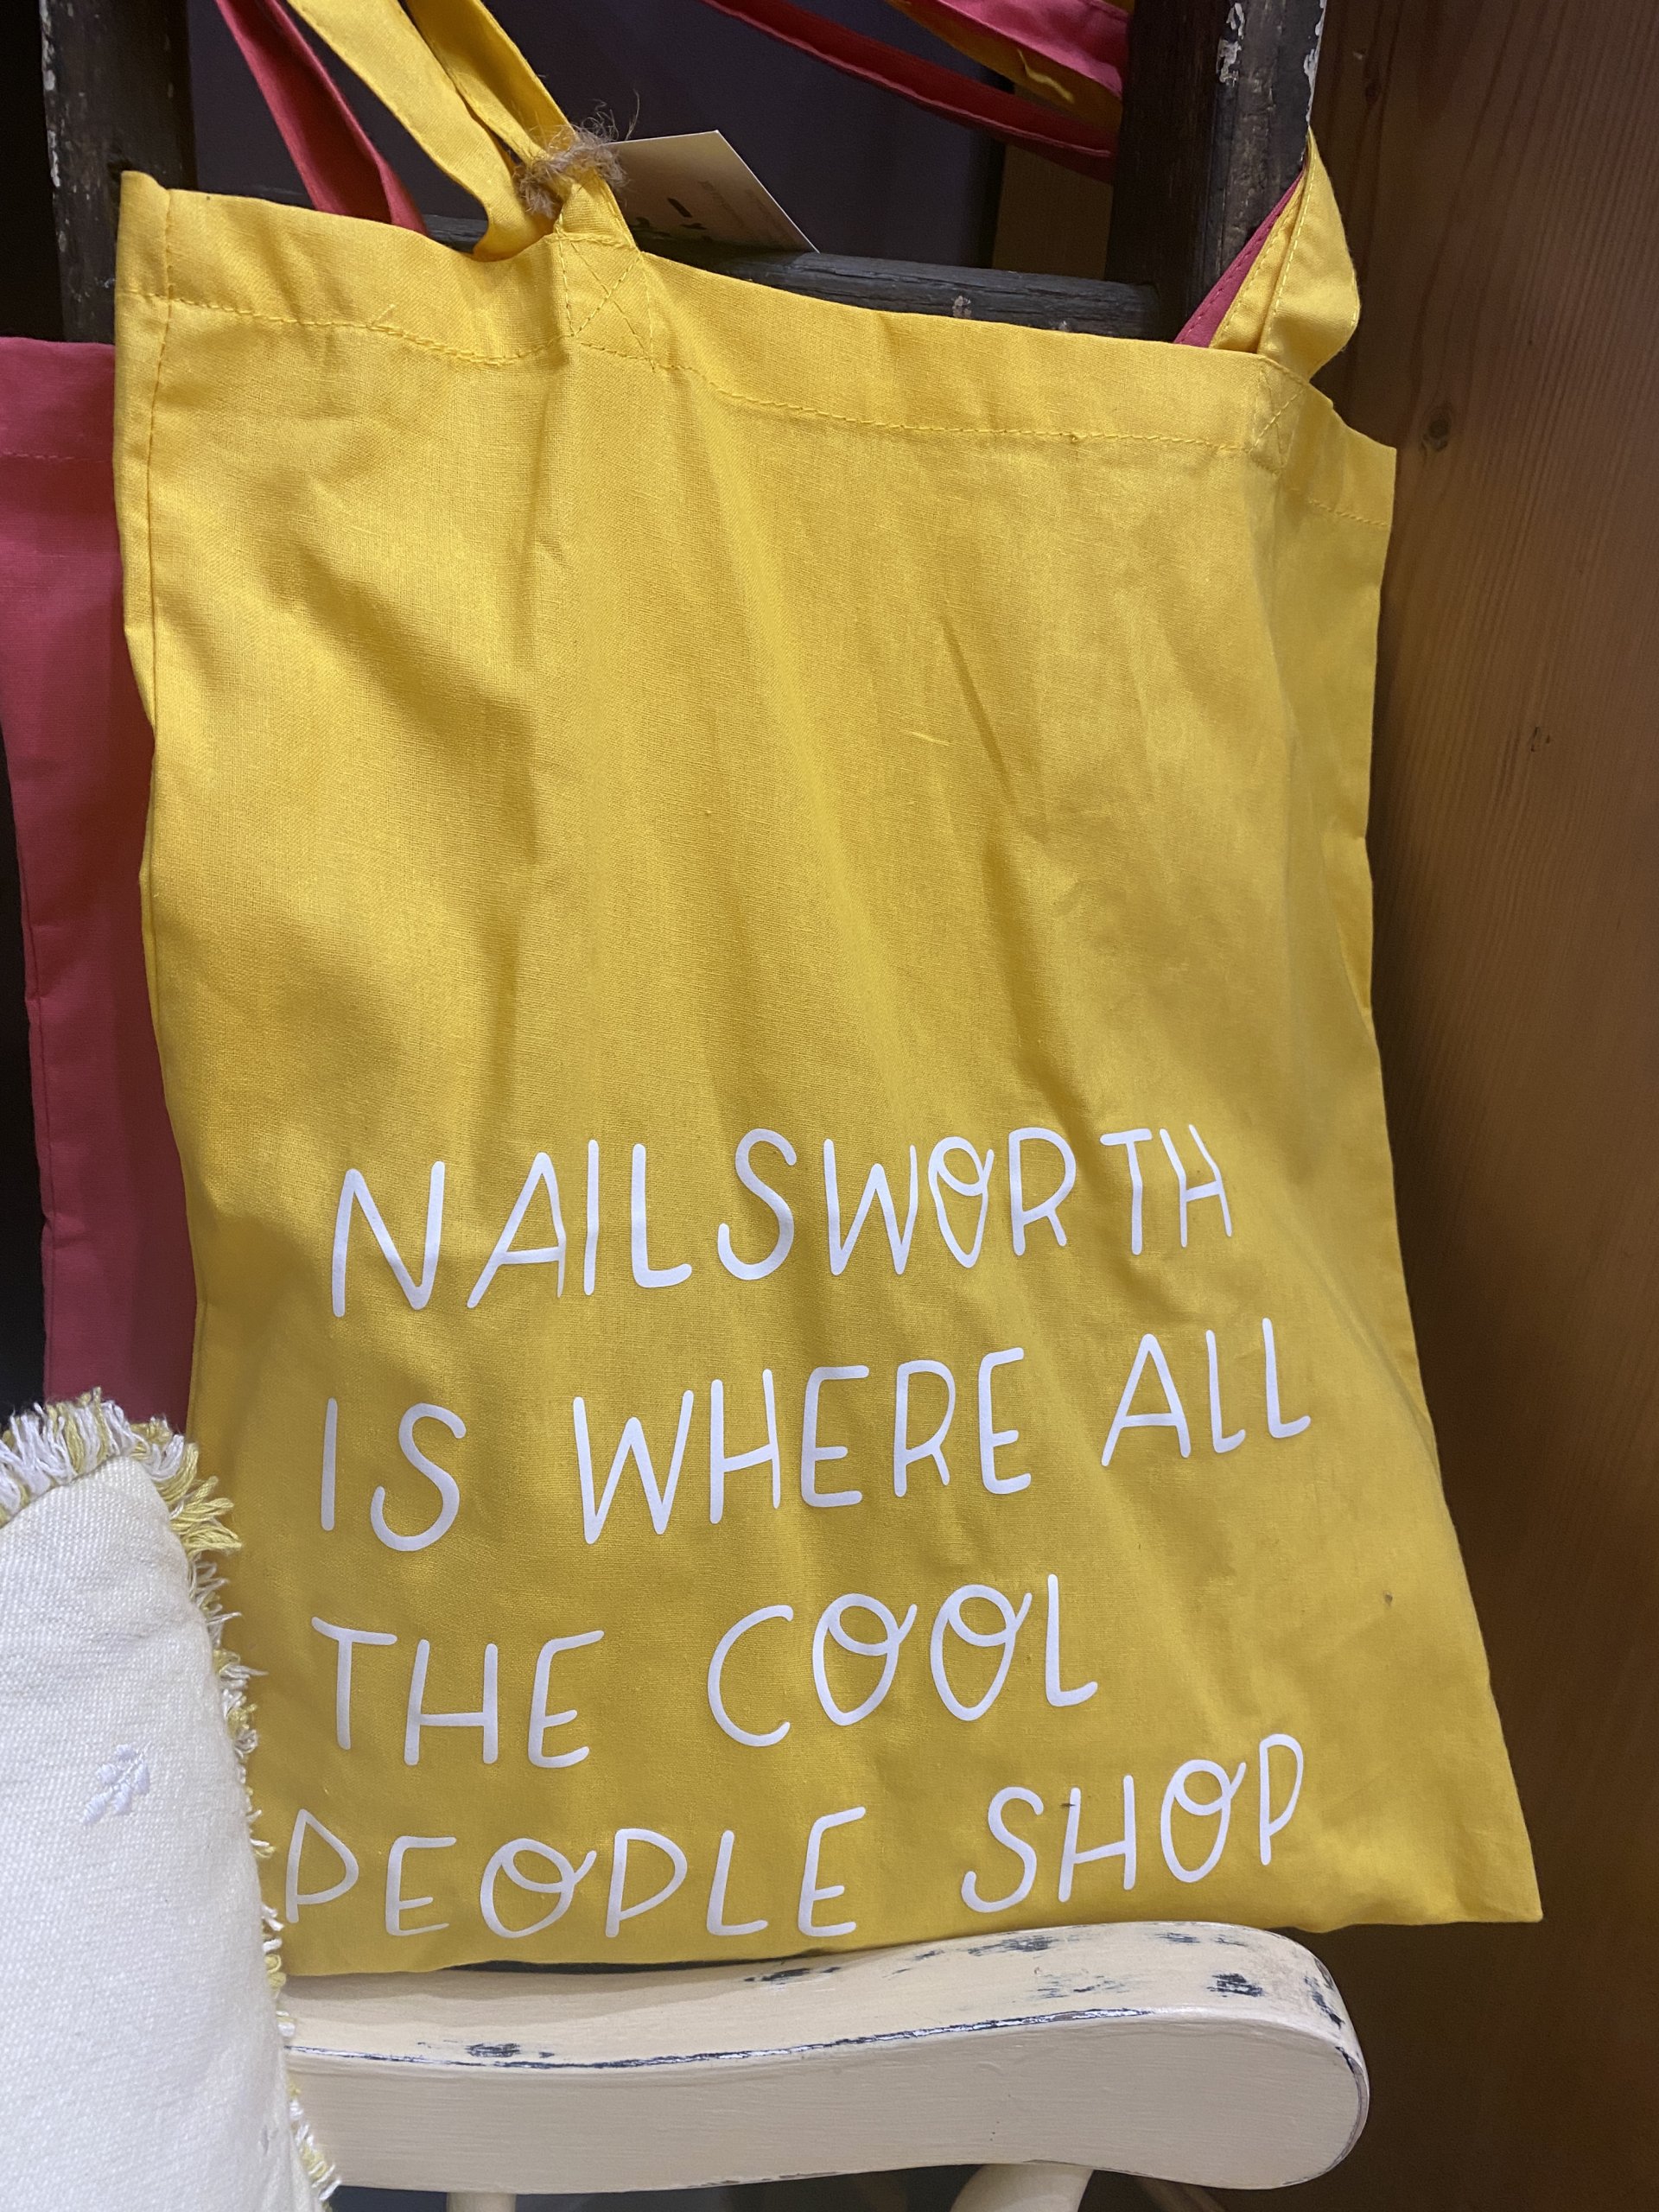 NAILSWORTH
IS WHERE ALL
THE COOL
PEOPLE SHOP